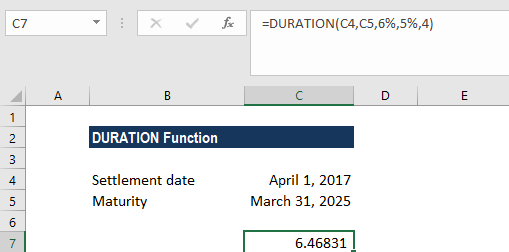 C7 fx =DURATION(C4,C5,6%,5%,4)
A B C D E
1
2 DURATION Function
3
4 Settlement date April 1, 2017
5 Maturity March 31, 2025
6
7 6.46831